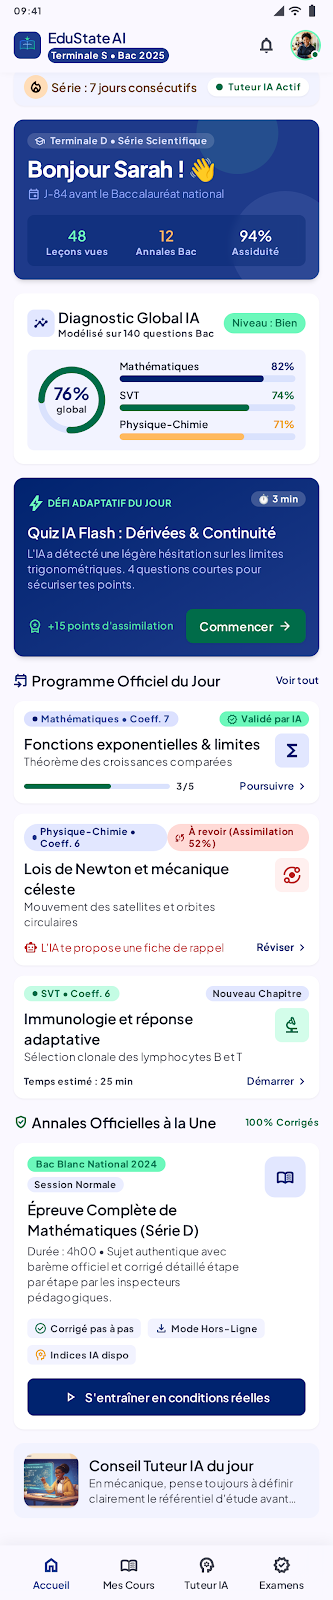 09:41
EduState AI
Terminale S • Bac 2025
Série : 7 jours consécutifs
Tuteur IA Actif
Terminale D • Série Scientifique
Bonjour Sarah ! 👋
J-84 avant le Baccalauréat national
48 12 94%
Leçons vues Annales Bac Assiduité
Diagnostic Global IA
Modélisé sur 140 questions Bac
Niveau : Bien
76%
global
Mathématiques 82%
SVT 74%
Physique-Chimie 71%
DÉFI ADAPTATIF DU JOUR
3 min
Quiz IA Flash : Dérivées & Continuité
L'IA a détecté une légère hésitation sur les limites
trigonométriques. 4 questions courtes pour
sécuriser tes points.
+15 points d'assimilation
Commencer →
Programme Officiel du Jour
Voir tout
• Mathématiques • Coeff. 7
Validé par IA
Fonctions exponentielles & limites
Théorème des croissances comparées
3/5
Poursuivre
• Physique-Chimie •
Coeff. 6
À revoir (Assimilation
52%)
Lois de Newton et mécanique
céleste
Mouvement des satellites et orbites
circulaires
L'IA te propose une fiche de rappel
Réviser
• SVT • Coeff. 6
Nouveau Chapitre
Immunologie et réponse
adaptative
Sélection clonale des lymphocytes B et T
Temps estimé : 25 min
Démarrer
Annales Officielles à la Une
100% Corrigés
Bac Blanc National 2024
Session Normale
Épreuve Complète de
Mathématiques (Série D)
Durée : 4h00 • Sujet authentique avec
barème officiel et corrigé détaillé étape
par étape par les inspecteurs
pédagogiques.
Corrigé pas à pas
Mode Hors-Ligne
Indices IA dispo
S'entraîner en conditions réelles
Conseil Tuteur IA du jour
En mécanique, pense toujours à définir
clairement le référentiel d'étude avant...
Accueil
Mes Cours
Tuteur IA
Examens